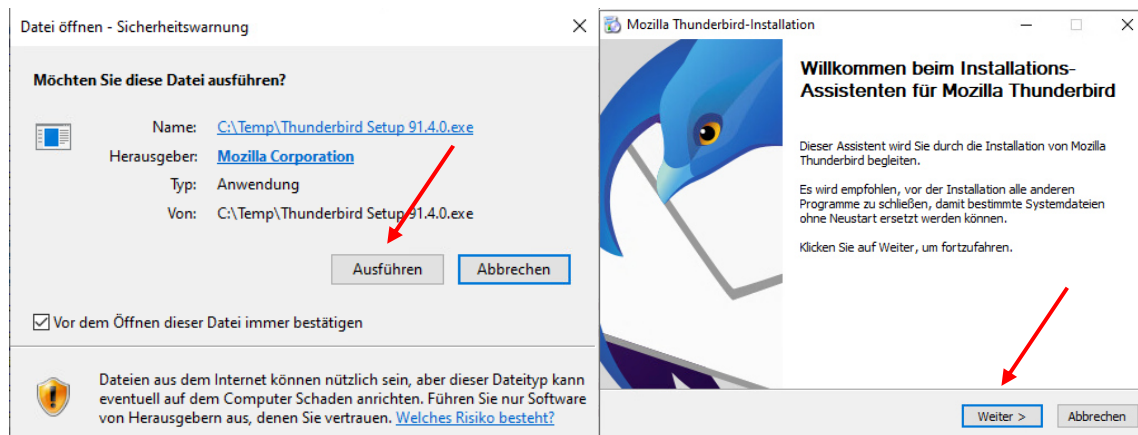 Datei öffnen - Sicherheitswarnung
Möchten Sie diese Datei ausführen?
Name: C:\Temp\Thunderbird Setup 91.4.0.exe
Herausgeber: Mozilla Corporation
Typ: Anwendung
Von: C:\Temp\Thunderbird Setup 91.4.0.exe
Ausführen Abbrechen
Vor dem Öffnen dieser Datei immer bestätigen
Dateien aus dem Internet können nützlich sein, aber dieser Dateityp kann
eventuell auf dem Computer Schaden anrichten. Führen Sie nur Software
von Herausgebern aus, denen Sie vertrauen. Welches Risiko besteht?
Mozilla Thunderbird-Installation
Willkommen beim Installations-
Assistenten für Mozilla Thunderbird
Dieser Assistent wird Sie durch die Installation von Mozilla
Thunderbird begleiten.
Es wird empfohlen, vor der Installation alle anderen
Programme zu schließen, damit bestimmte Systemdateien
ohne Neustart ersetzt werden können.
Klicken Sie auf Weiter, um fortzufahren.
Weiter > Abbrechen